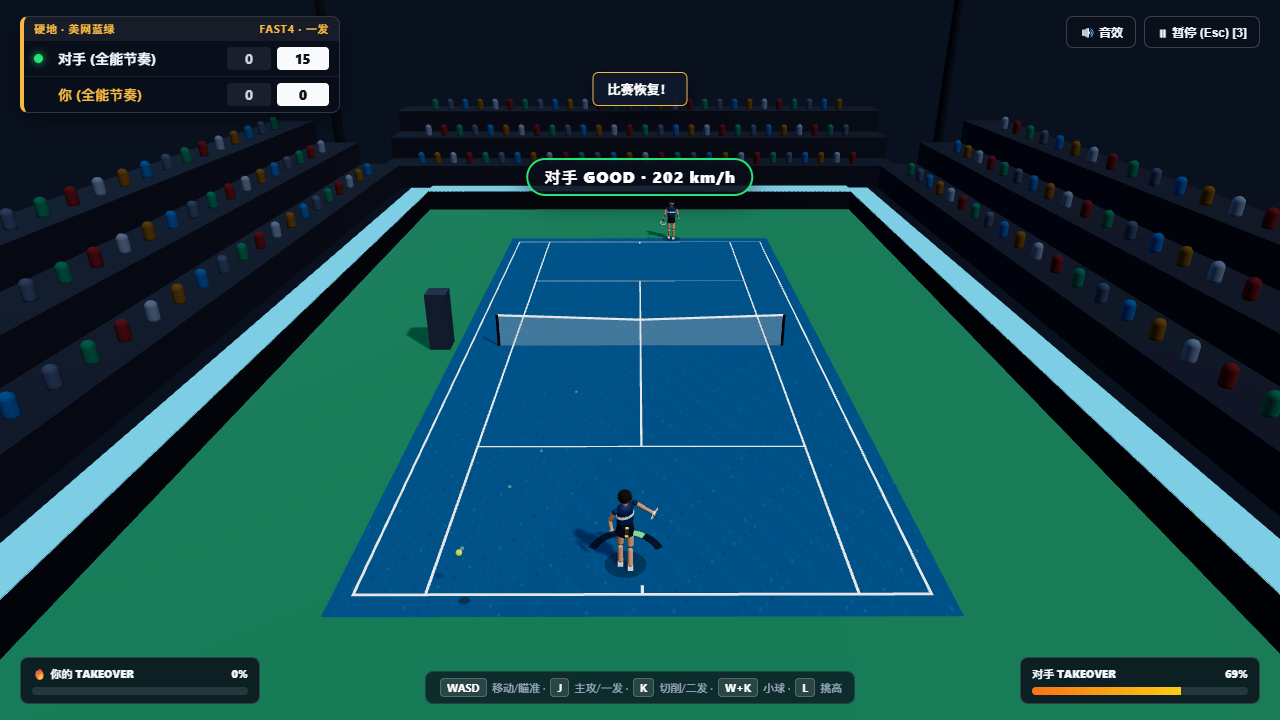 硬地 · 美网蓝绿 FAST4 · 一发
对手 (全能节奏) 0 15
你 (全能节奏) 0 0
音效
暂停 (Esc) [3]
比赛恢复!
对手 GOOD · 202 km/h
你的 TAKEOVER 0%
WASD 移动/瞄准 · J 主攻/一发 · K 切削/二发 · W+K 小球 · L 挑高
对手 TAKEOVER 69%